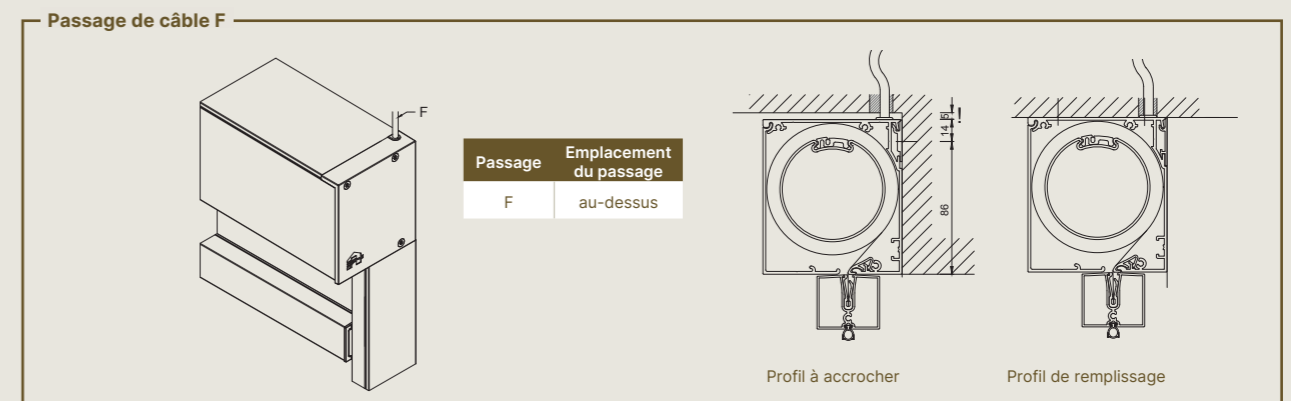 Passage de câble F
F
Passage
Emplacement
du passage
F
au-dessus
5
!
14
86
Profil à accrocher
Profil de remplissage